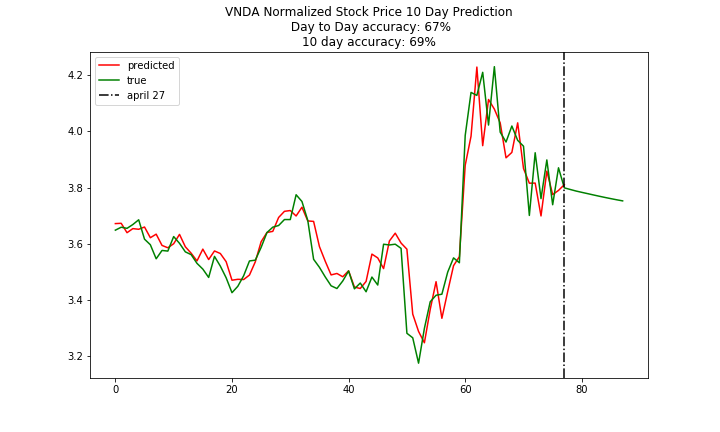 VNDA Normalized Stock Price 10 Day Prediction
Day to Day accuracy: 67%
10 day accuracy: 69%
predicted
true
april 27
4.2
4.0
3.8
3.6
3.4
3.2
0 20 40 60 80